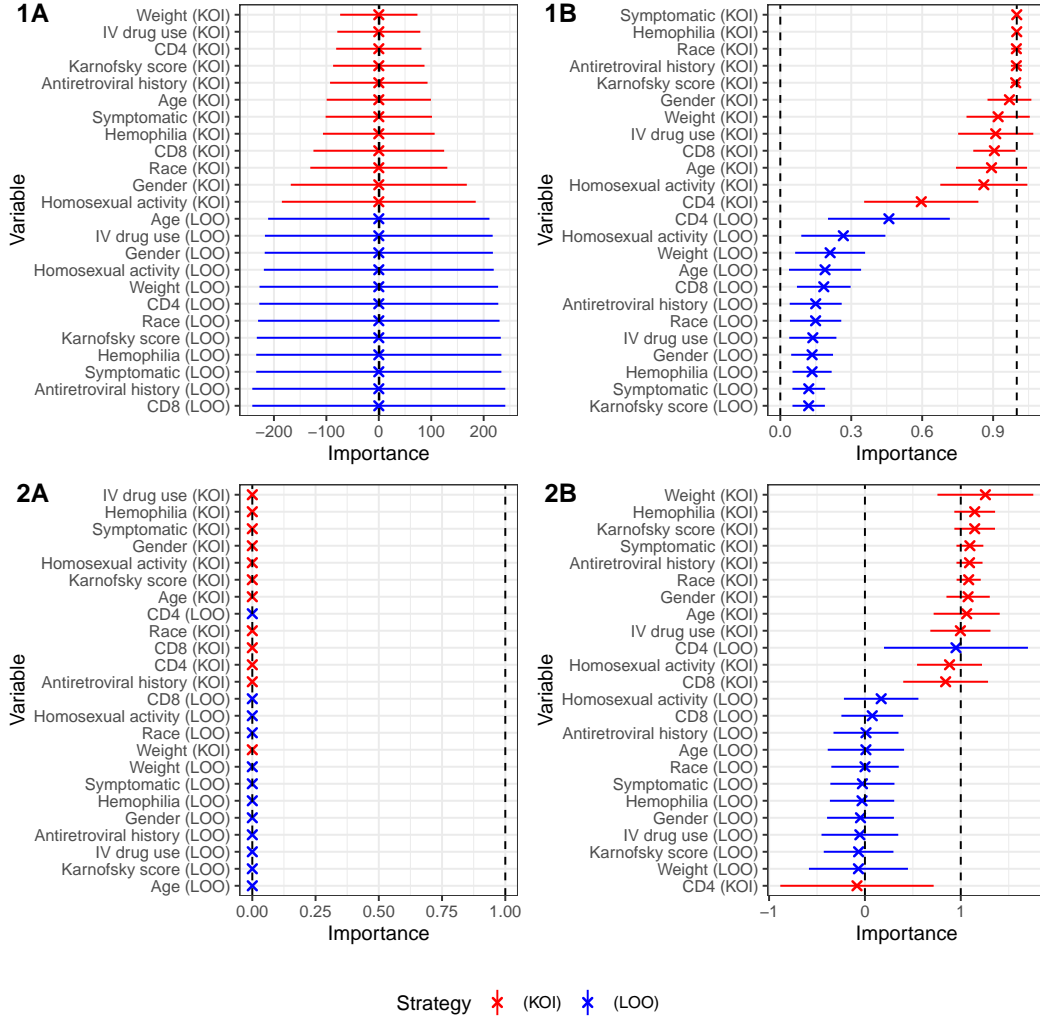 1A
Variable
Weight (KOI)
IV drug use (KOI)
CD4 (KOI)
Karnofsky score (KOI)
Antiretroviral history (KOI)
Age (KOI)
Symptomatic (KOI)
Hemophilia (KOI)
CD8 (KOI)
Race (KOI)
Gender (KOI)
Homosexual activity (KOI)
Age (LOO)
IV drug use (LOO)
Gender (LOO)
Homosexual activity (LOO)
Weight (LOO)
CD4 (LOO)
Race (LOO)
Karnofsky score (LOO)
Hemophilia (LOO)
Symptomatic (LOO)
Antiretroviral history (LOO)
CD8 (LOO)
−200 −100 0 100 200
Importance
1B
Variable
Symptomatic (KOI)
Hemophilia (KOI)
Race (KOI)
Antiretroviral history (KOI)
Karnofsky score (KOI)
Gender (KOI)
Weight (KOI)
IV drug use (KOI)
CD8 (KOI)
Age (KOI)
Homosexual activity (KOI)
CD4 (KOI)
CD4 (LOO)
Homosexual activity (LOO)
Weight (LOO)
Age (LOO)
CD8 (LOO)
Antiretroviral history (LOO)
Race (LOO)
IV drug use (LOO)
Gender (LOO)
Hemophilia (LOO)
Symptomatic (LOO)
Karnofsky score (LOO)
0.0 0.3 0.6 0.9
Importance
2A
Variable
IV drug use (KOI)
Hemophilia (KOI)
Symptomatic (KOI)
Gender (KOI)
Homosexual activity (KOI)
Karnofsky score (KOI)
Age (KOI)
CD4 (LOO)
Race (KOI)
CD8 (KOI)
CD4 (KOI)
Antiretroviral history (KOI)
CD8 (LOO)
Homosexual activity (LOO)
Race (LOO)
Weight (KOI)
Weight (LOO)
Symptomatic (LOO)
Hemophilia (LOO)
Gender (LOO)
Antiretroviral history (LOO)
IV drug use (LOO)
Karnofsky score (LOO)
Age (LOO)
0.00 0.25 0.50 0.75 1.00
Importance
2B
Variable
Weight (KOI)
Hemophilia (KOI)
Karnofsky score (KOI)
Symptomatic (KOI)
Antiretroviral history (KOI)
Race (KOI)
Gender (KOI)
Age (KOI)
IV drug use (KOI)
CD4 (LOO)
Homosexual activity (KOI)
CD8 (KOI)
Homosexual activity (LOO)
CD8 (LOO)
Antiretroviral history (LOO)
Age (LOO)
Race (LOO)
Symptomatic (LOO)
Hemophilia (LOO)
Gender (LOO)
IV drug use (LOO)
Karnofsky score (LOO)
Weight (LOO)
CD4 (KOI)
−1 0 1
Importance
Strategy (KOI) (LOO)